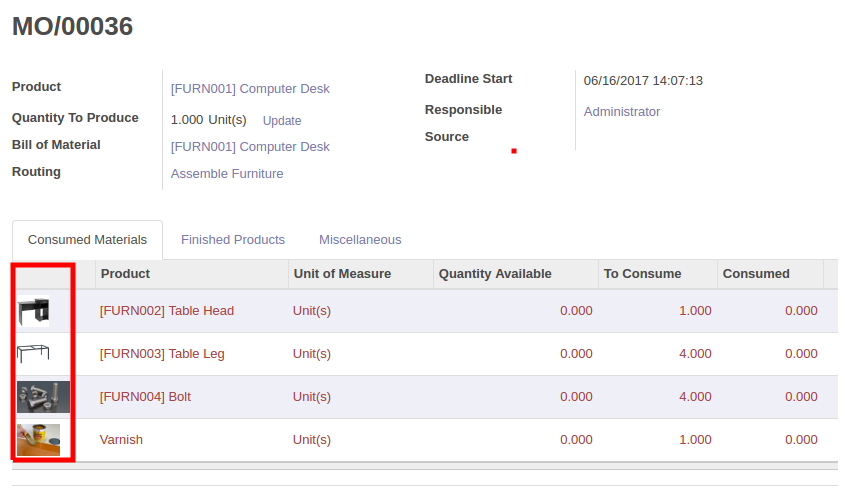 MO/00036
Product [FURN001] Computer Desk
Quantity To Produce 1.000 Unit(s) Update
Bill of Material [FURN001] Computer Desk
Routing Assemble Furniture
Deadline Start 06/16/2017 14:07:13
Responsible Administrator
Source
Consumed Materials Finished Products Miscellaneous
Product Unit of Measure Quantity Available To Consume Consumed
[FURN002] Table Head Unit(s) 0.000 1.000 0.000
[FURN003] Table Leg Unit(s) 0.000 4.000 0.000
[FURN004] Bolt Unit(s) 0.000 4.000 0.000
Varnish Unit(s) 0.000 1.000 0.000